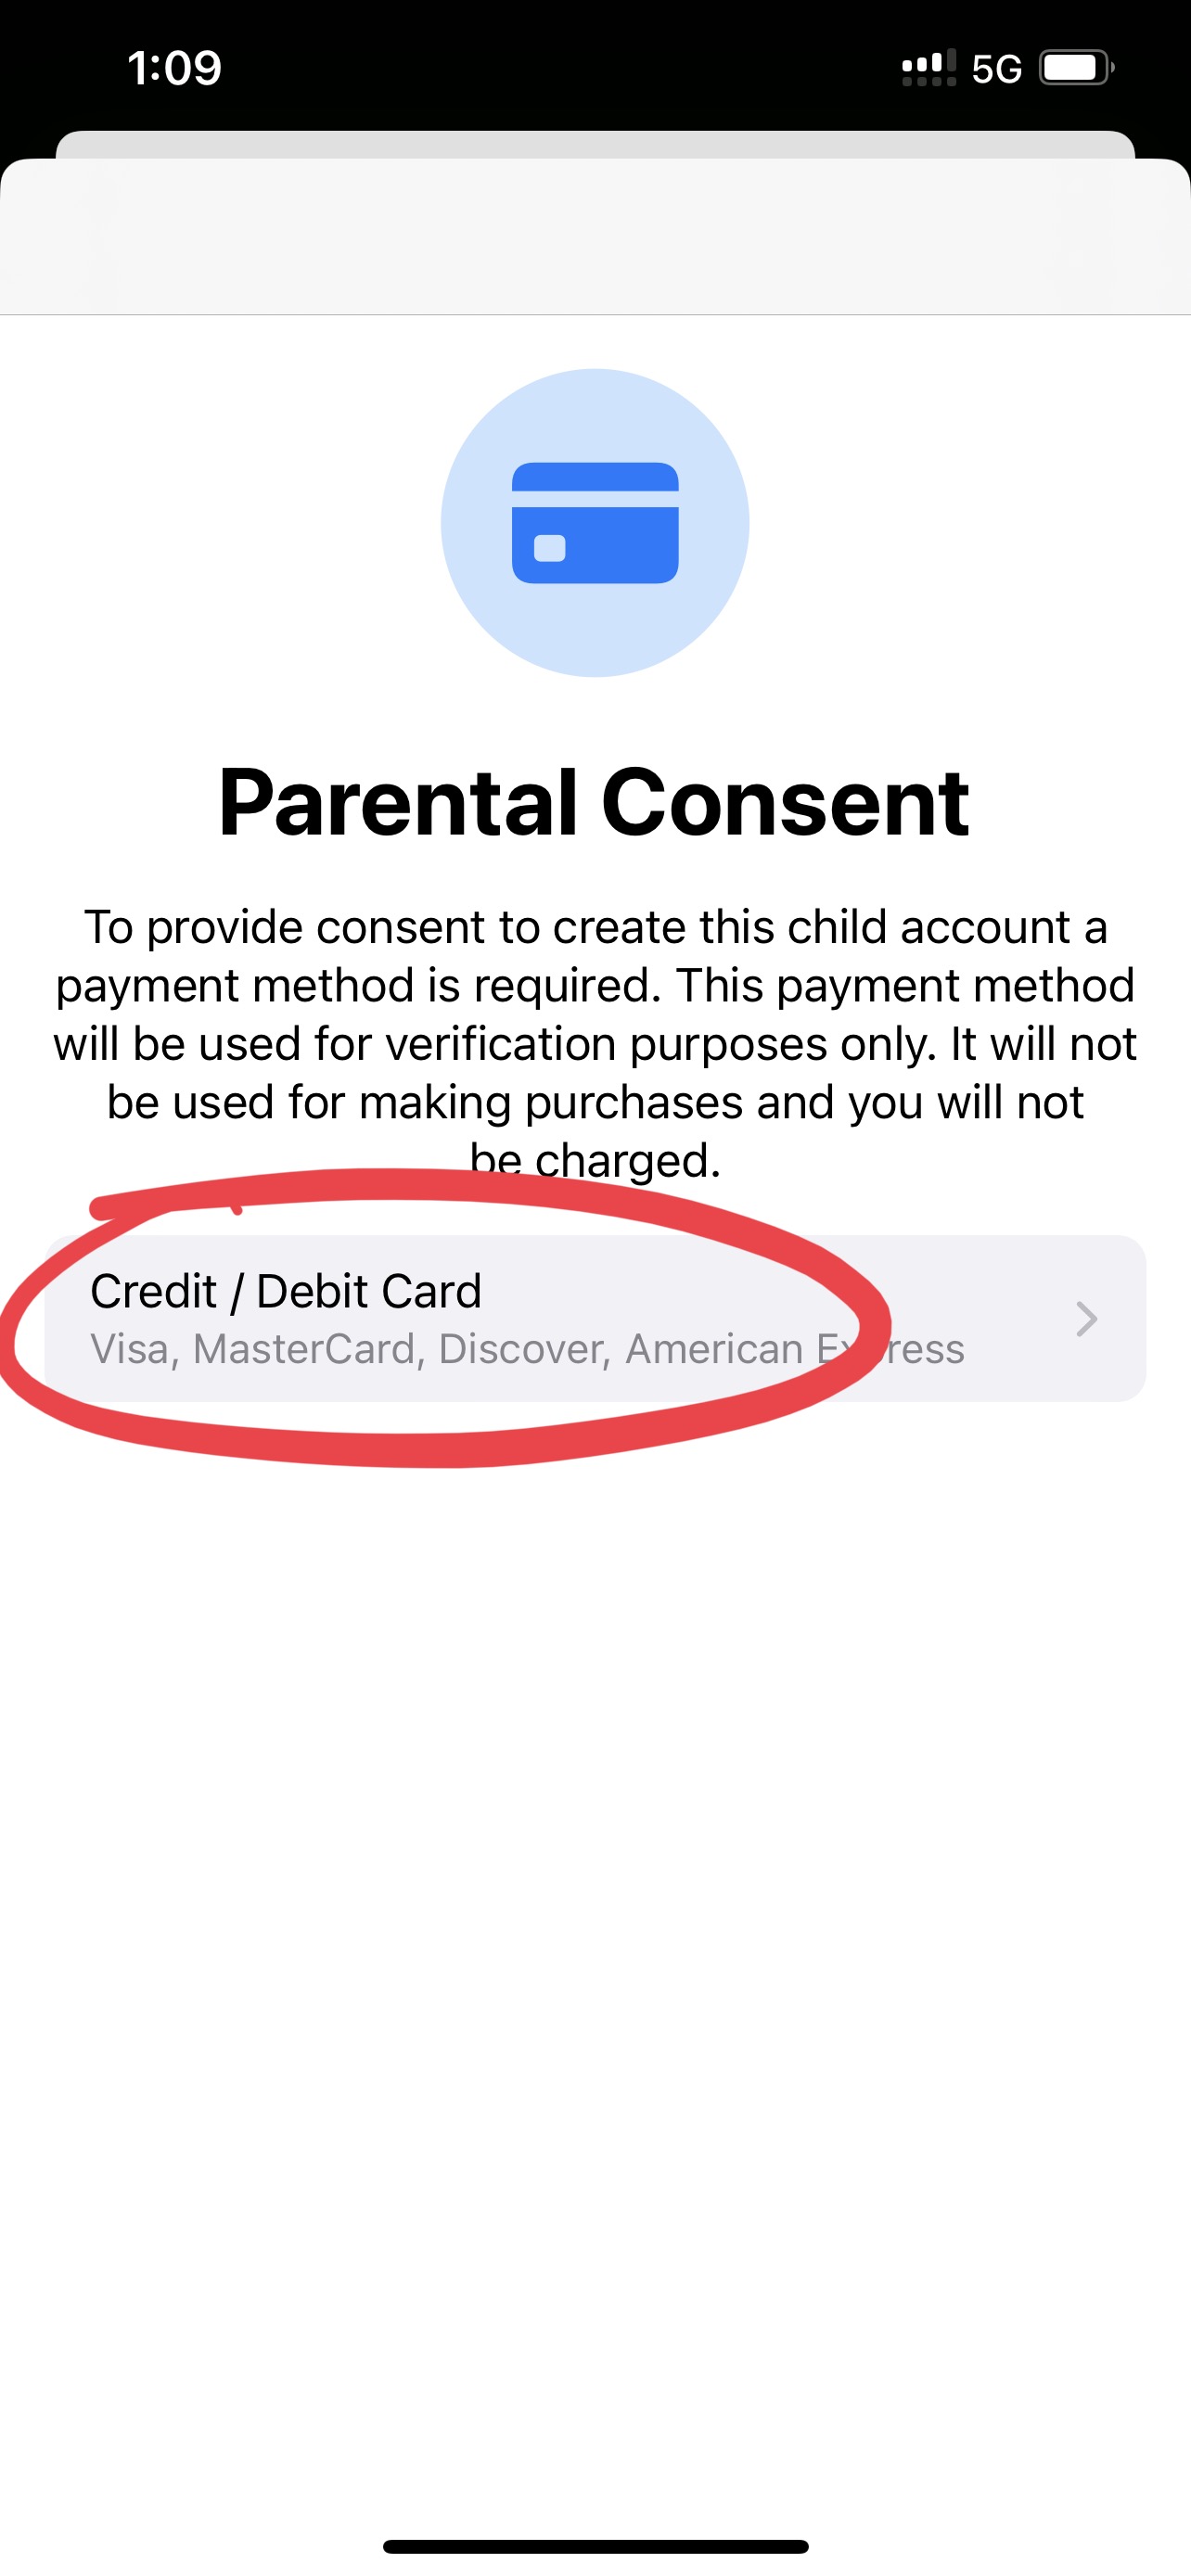 1:09
5G
Parental Consent
To provide consent to create this child account a
payment method is required. This payment method
will be used for verification purposes only. It will not
be used for making purchases and you will not
be charged.
Credit / Debit Card
Visa, MasterCard, Discover, American Express